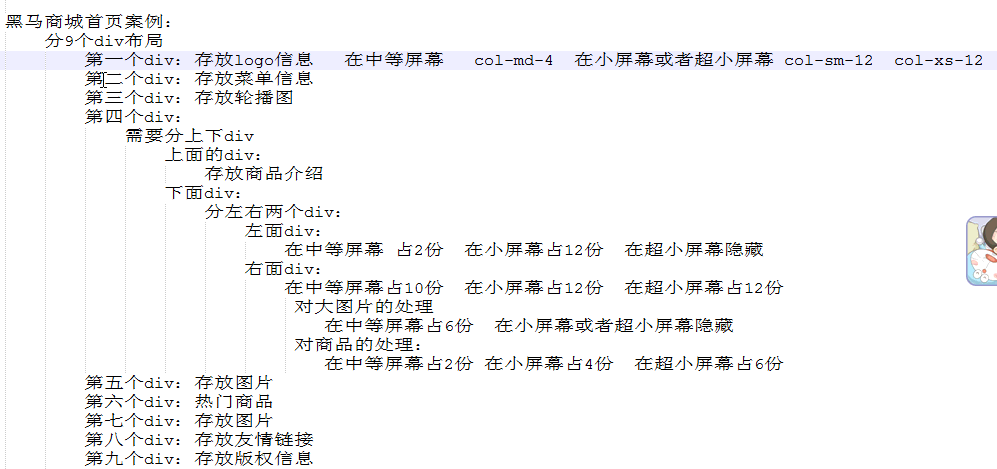 黑马商城首页案例:
分9个div布局
第一个div: 存放logo信息 在中等屏幕 col-md-4 在小屏幕或者超小屏幕 col-sm-12 col-xs-12
第二个div: 存放菜单信息
第三个div: 存放轮播图
第四个div:
需要分上下div
上面的div:
存放商品介绍
下面div:
分左右两个div:
左面div:
在中等屏幕 占2份 在小屏幕占12份 在超小屏幕隐藏
右面div:
在中等屏幕占10份 在小屏幕占12份 在超小屏幕占12份
对大图片的处理
在中等屏幕占6份 在小屏幕或者超小屏幕隐藏
对商品的处理:
在中等屏幕占2份 在小屏幕占4份 在超小屏幕占6份
第五个div: 存放图片
第六个div: 热门商品
第七个div: 存放图片
第八个div: 存放友情链接
第九个div: 存放版权信息